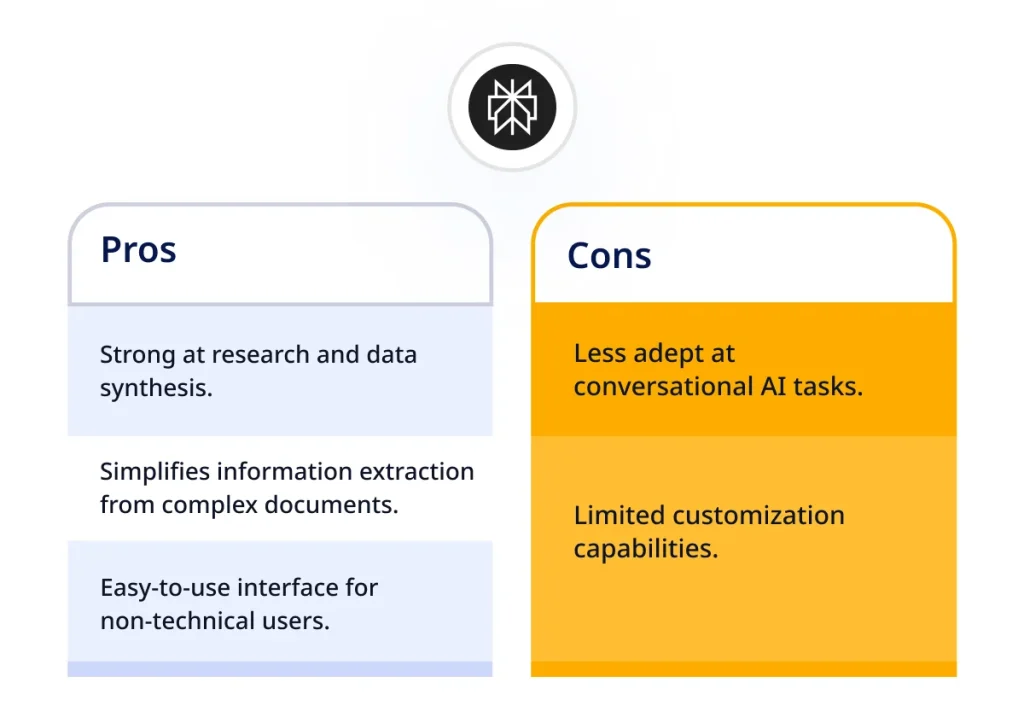 Pros
Strong at research and data
synthesis.
Simplifies information extraction
from complex documents.
Easy-to-use interface for
non-technical users.
Cons
Less adept at
conversational AI tasks.
Limited customization
capabilities.